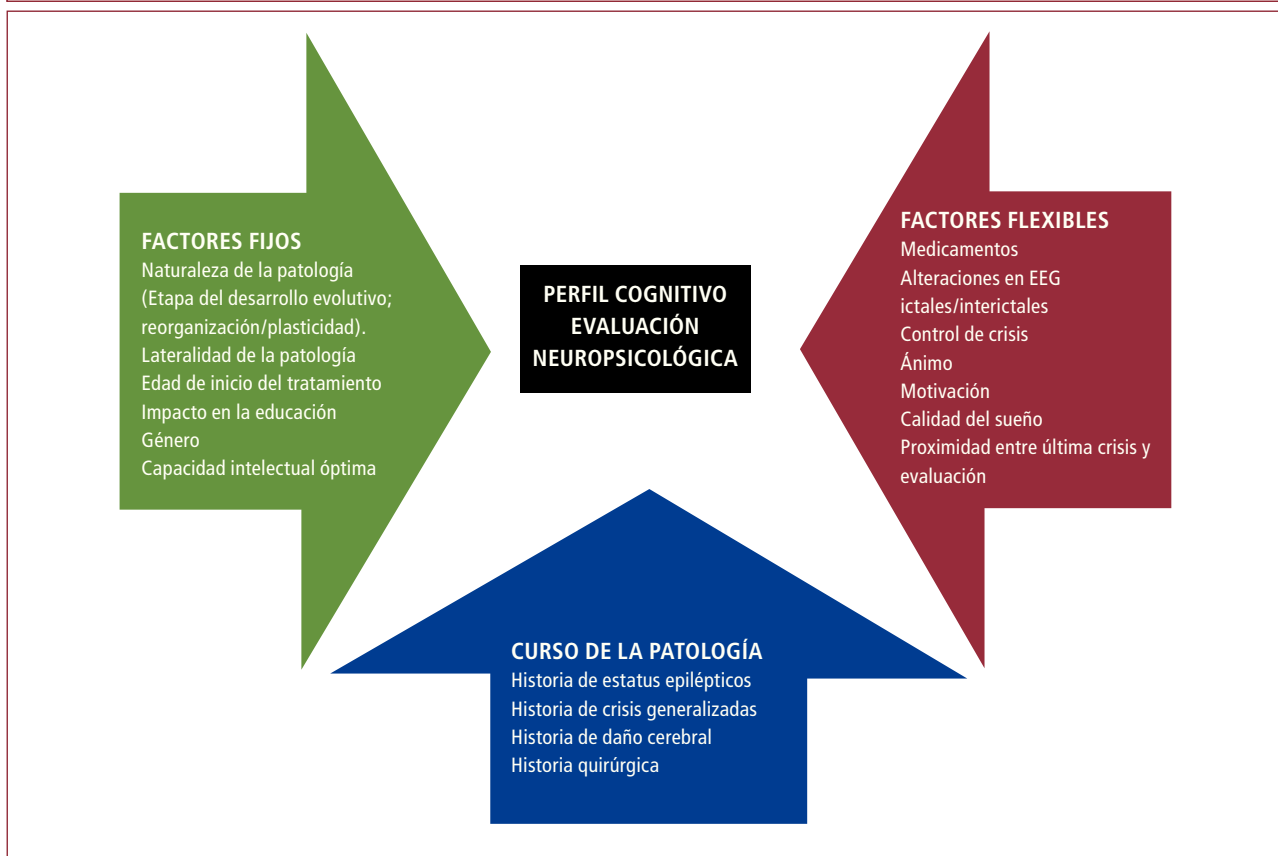 FACTORES FIJOS
Naturaleza de la patología
(Etapa del desarrollo evolutivo;
reorganización/plasticidad).
Lateralidad de la patología
Edad de inicio del tratamiento
Impacto en la educación
Género
Capacidad intelectual óptima
PERFIL COGNITIVO
EVALUACIÓN
NEUROPSICOLÓGICA
FACTORES FLEXIBLES
Medicamentos
Alteraciones en EEG
ictales/interictales
Control de crisis
Ánimo
Motivación
Calidad del sueño
Proximidad entre última crisis y
evaluación
CURSO DE LA PATOLOGÍA
Historia de estatus epilépticos
Historia de crisis generalizadas
Historia de daño cerebral
Historia quirúrgica